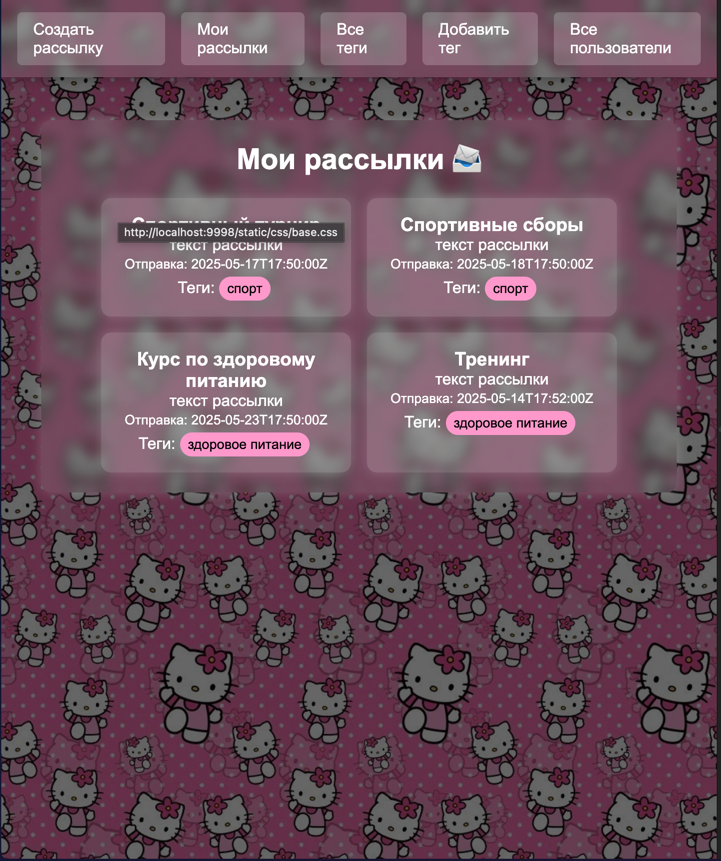 Создать
рассылку
Мои
рассылки
Все
теги
Добавить
тег
Все
пользователи
Мои рассылки
http://localhost:9998/static/css/base.css
текст рассылки
Отправка: 2025-05-17T17:50:00Z
Теги: спорт
Спортивные сборы
текст рассылки
Отправка: 2025-05-18T17:50:00Z
Теги: спорт
Курс по здоровому
питанию
текст рассылки
Отправка: 2025-05-23T17:50:00Z
Теги: здоровое питание
Тренинг
текст рассылки
Отправка: 2025-05-14T17:52:00Z
Теги: здоровое питание